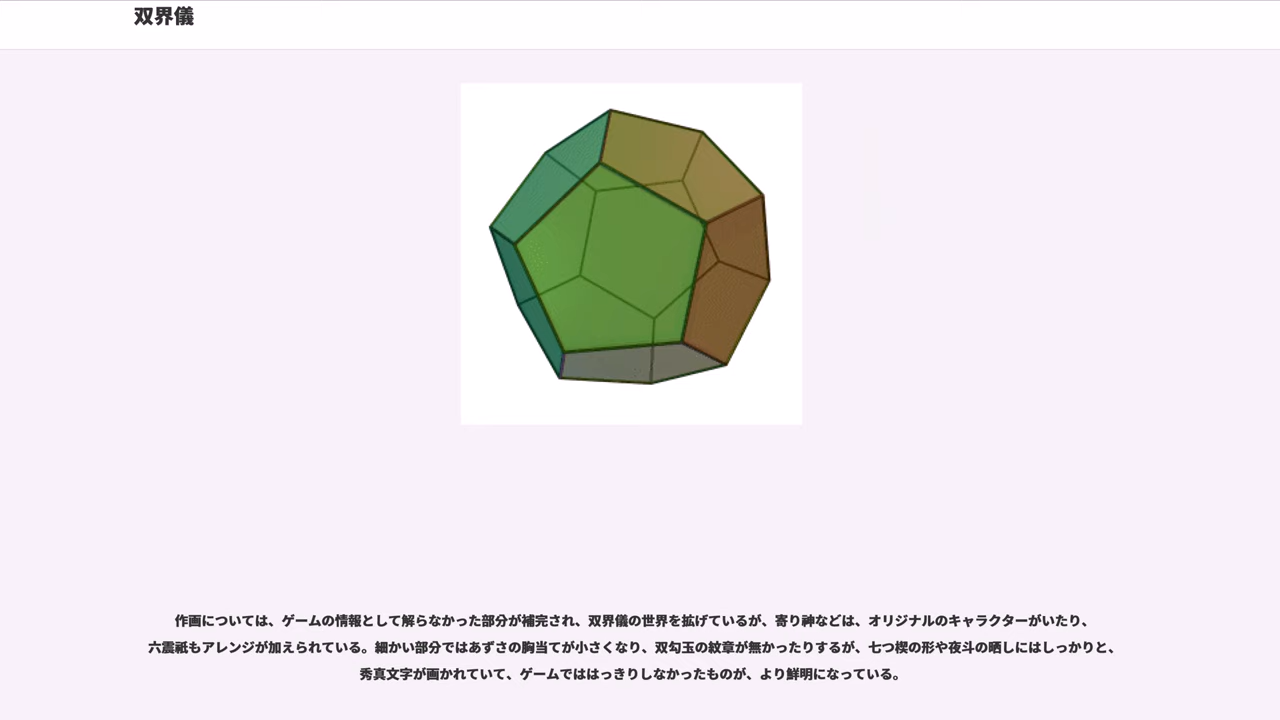 双界儀
作画については、ゲームの情報として解らなかった部分が補完され、双界儀の世界を拡げているが、寄り神などは、オリジナルのキャラクターがいたり、
六震祇もアレンジが加えられている。細かい部分ではあずさの胸当てが小さくなり、双勾玉の紋章が無かったりするが、七つ楔の形や夜斗の晒しにはしっかりと、
秀真文字が画かれていて、ゲームでははっきりしなかったものが、より鮮明になっている。